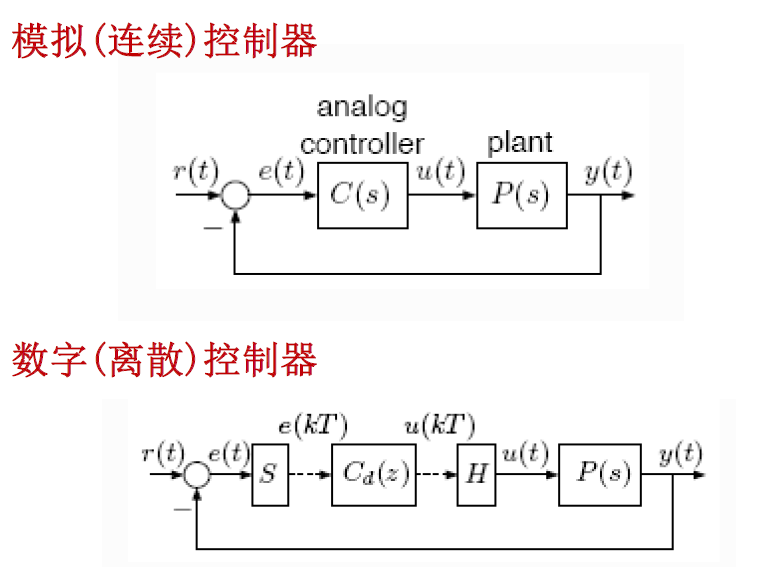 模拟(连续)控制器
analog
controller
plant
r(t)
e(t)
C(s)
u(t)
P(s)
y(t)
−
数字(离散)控制器
e(kT)
u(kT)
r(t)
e(t)
S
C_d(z)
H
u(t)
P(s)
y(t)
−